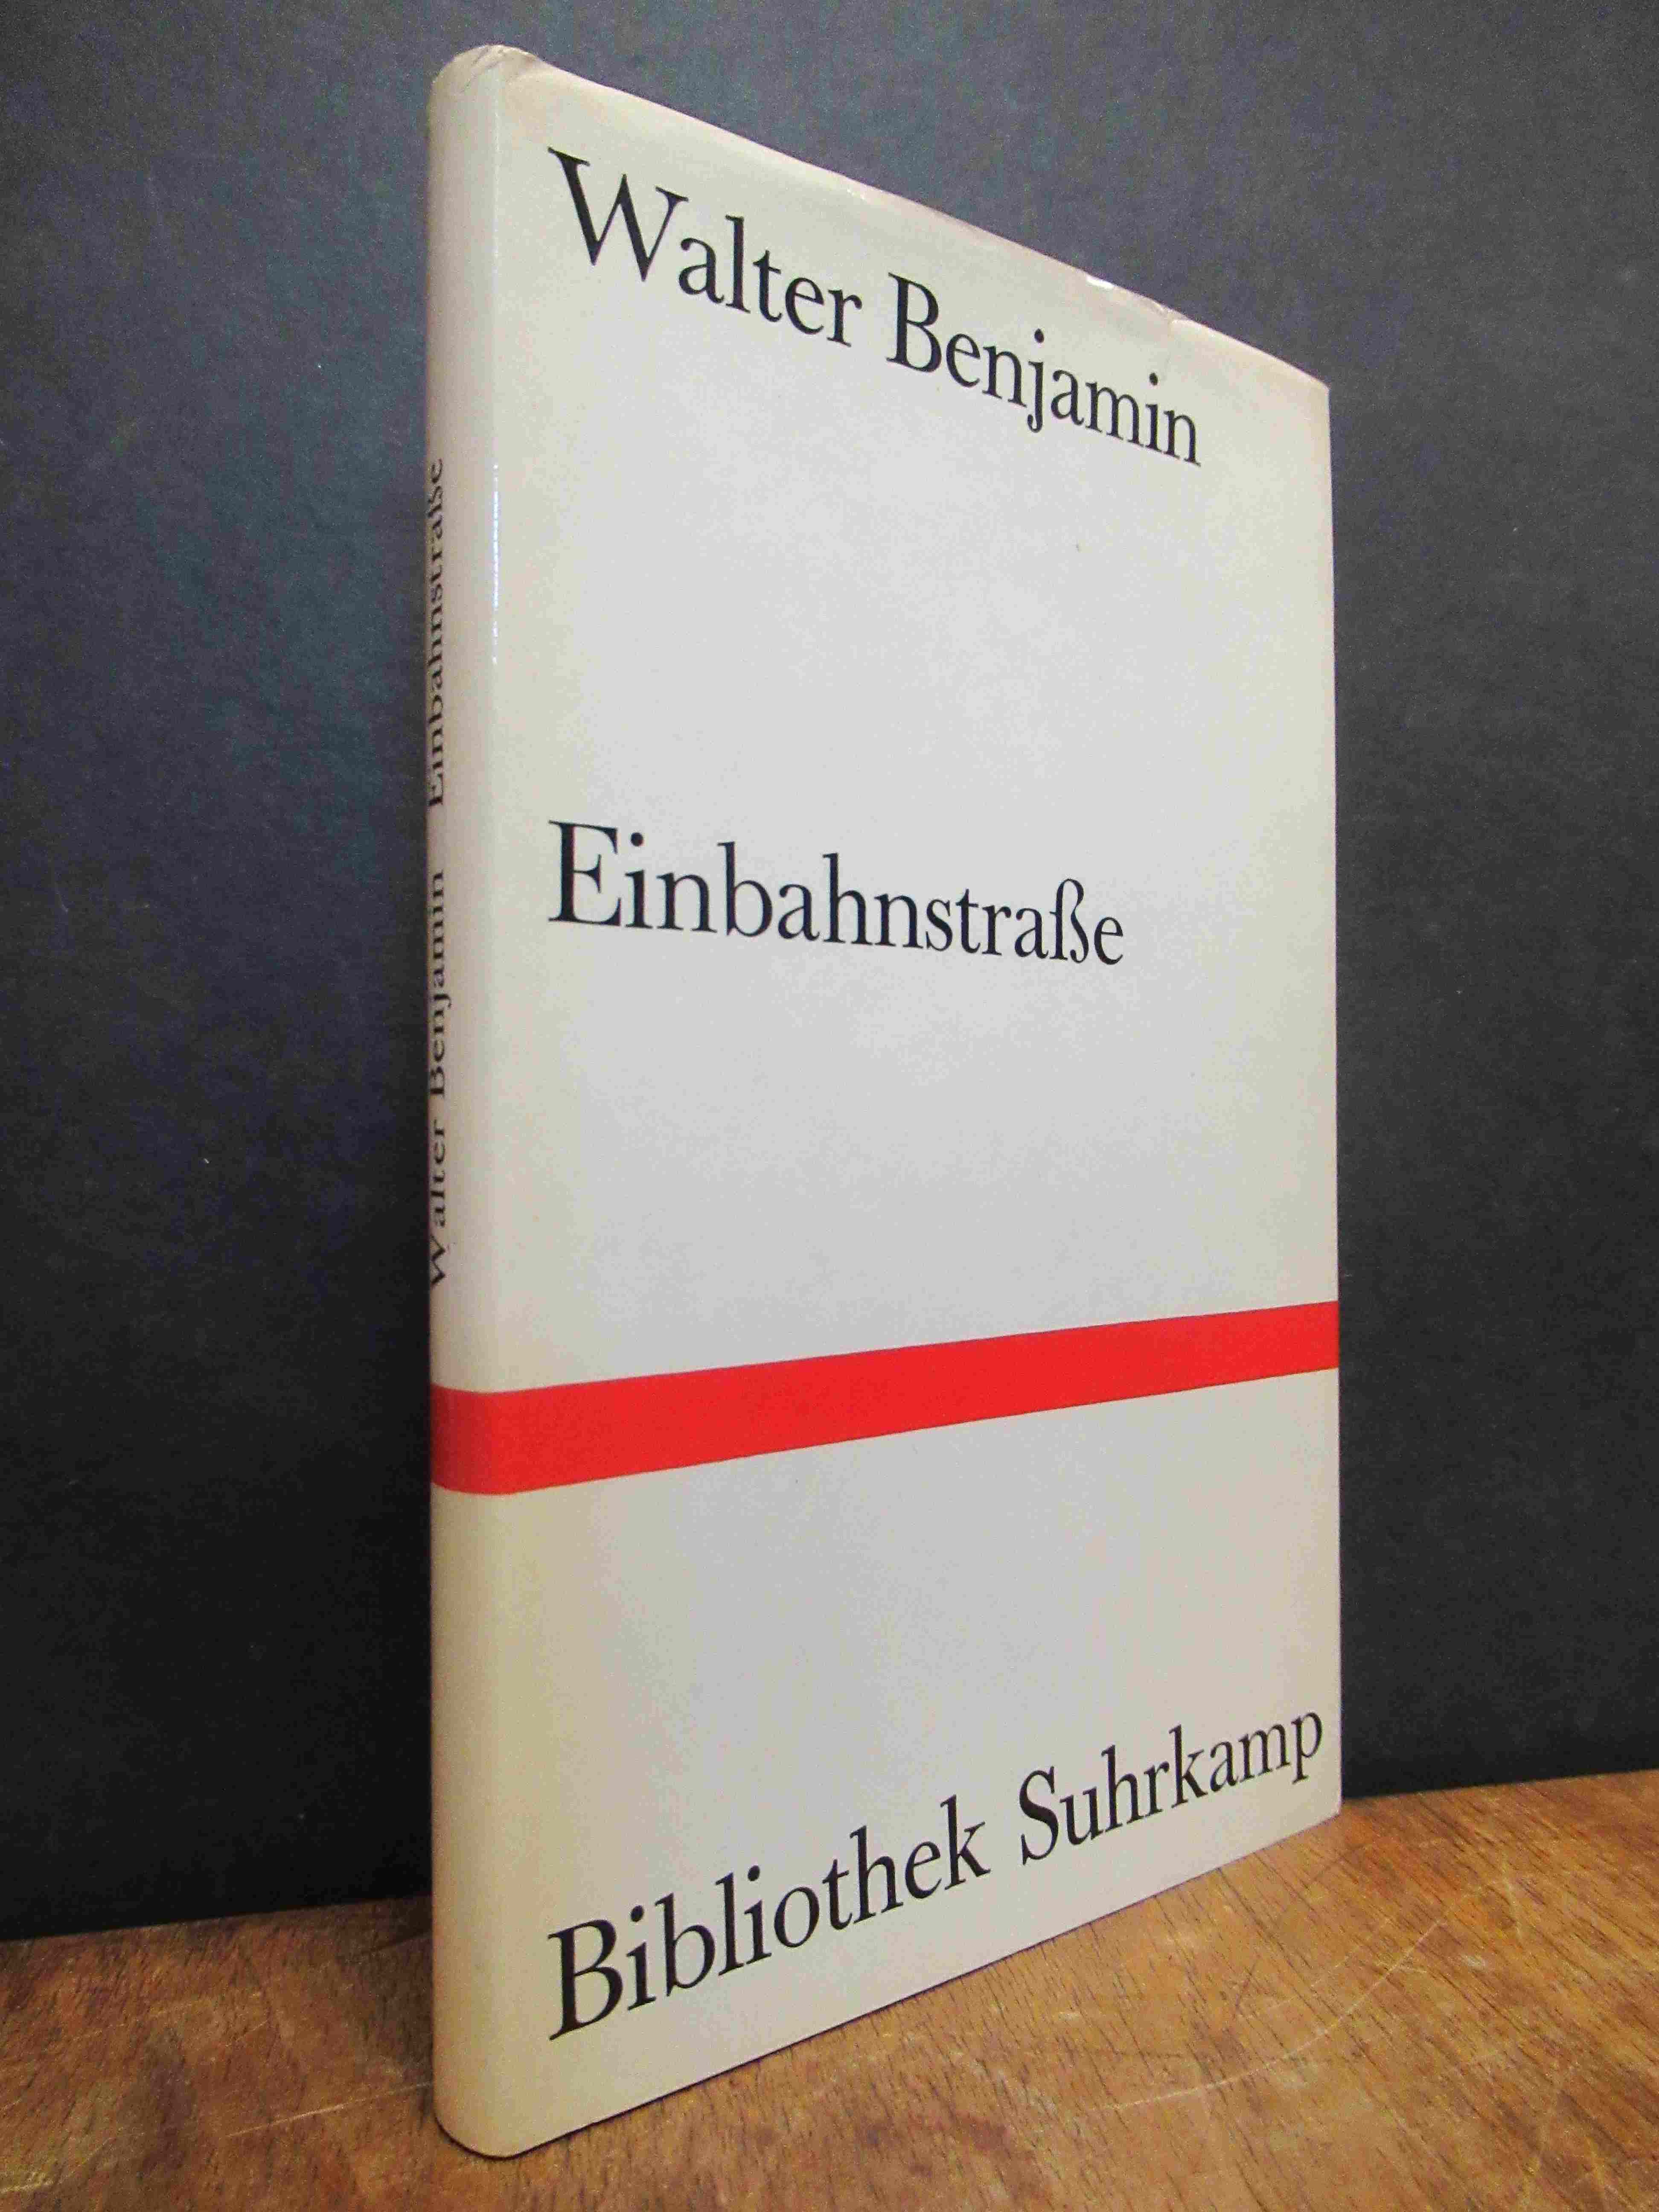 Walter Benjamin
Einbahnstraße
Bibliothek Suhrkamp
Walter Benjamin Einbahnstraße